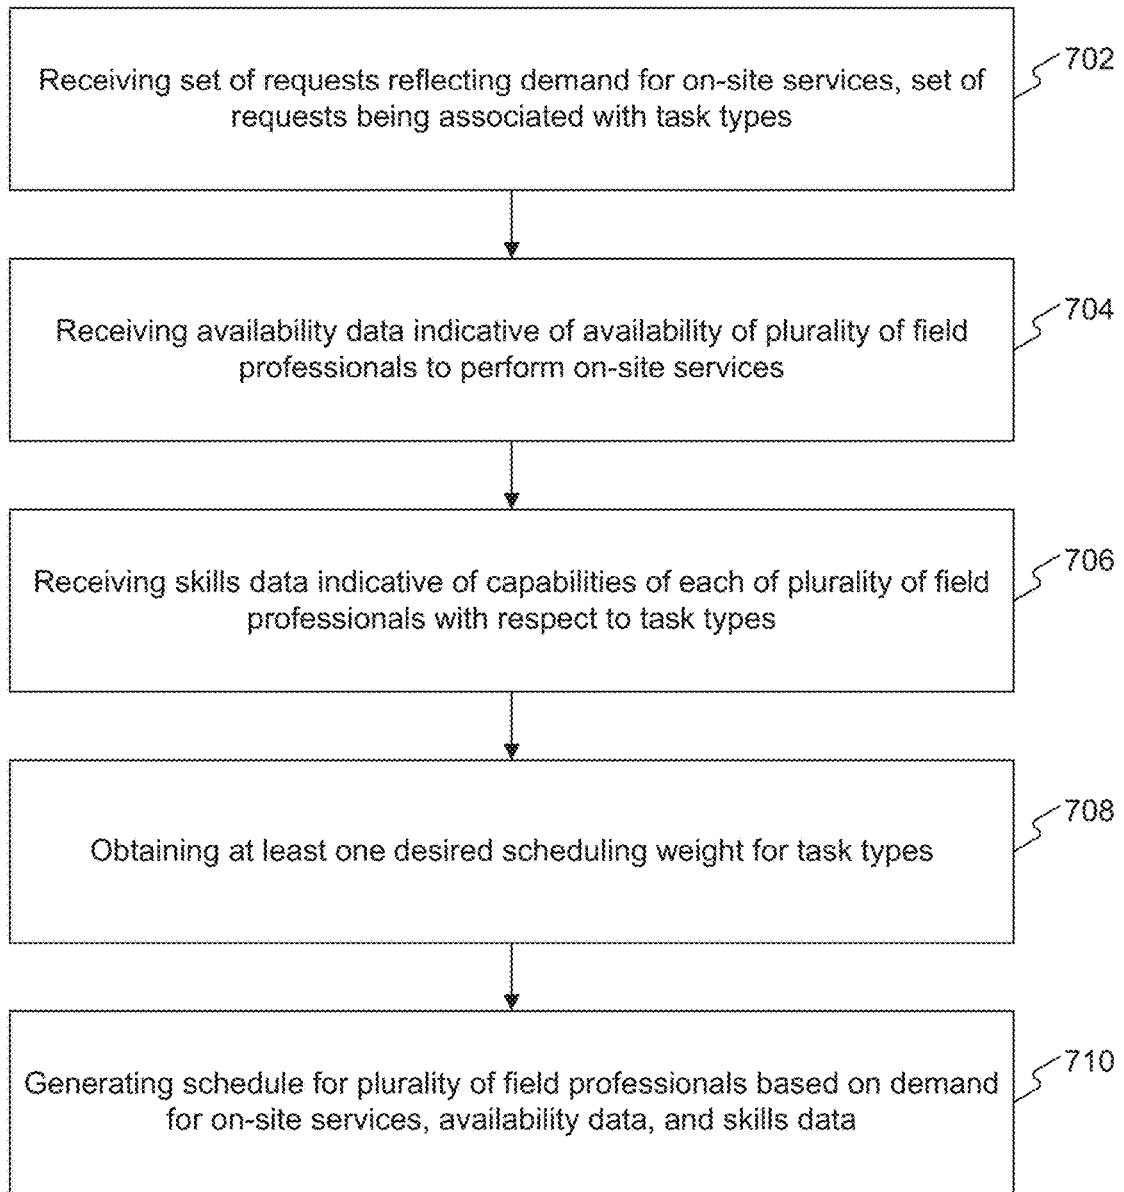 Receiving set of requests reflecting demand for on-site services, set of
requests being associated with task types
702
Receiving availability data indicative of availability of plurality of field
professionals to perform on-site services
704
Receiving skills data indicative of capabilities of each of plurality of field
professionals with respect to task types
706
Obtaining at least one desired scheduling weight for task types
708
Generating schedule for plurality of field professionals based on demand
for on-site services, availability data, and skills data
710